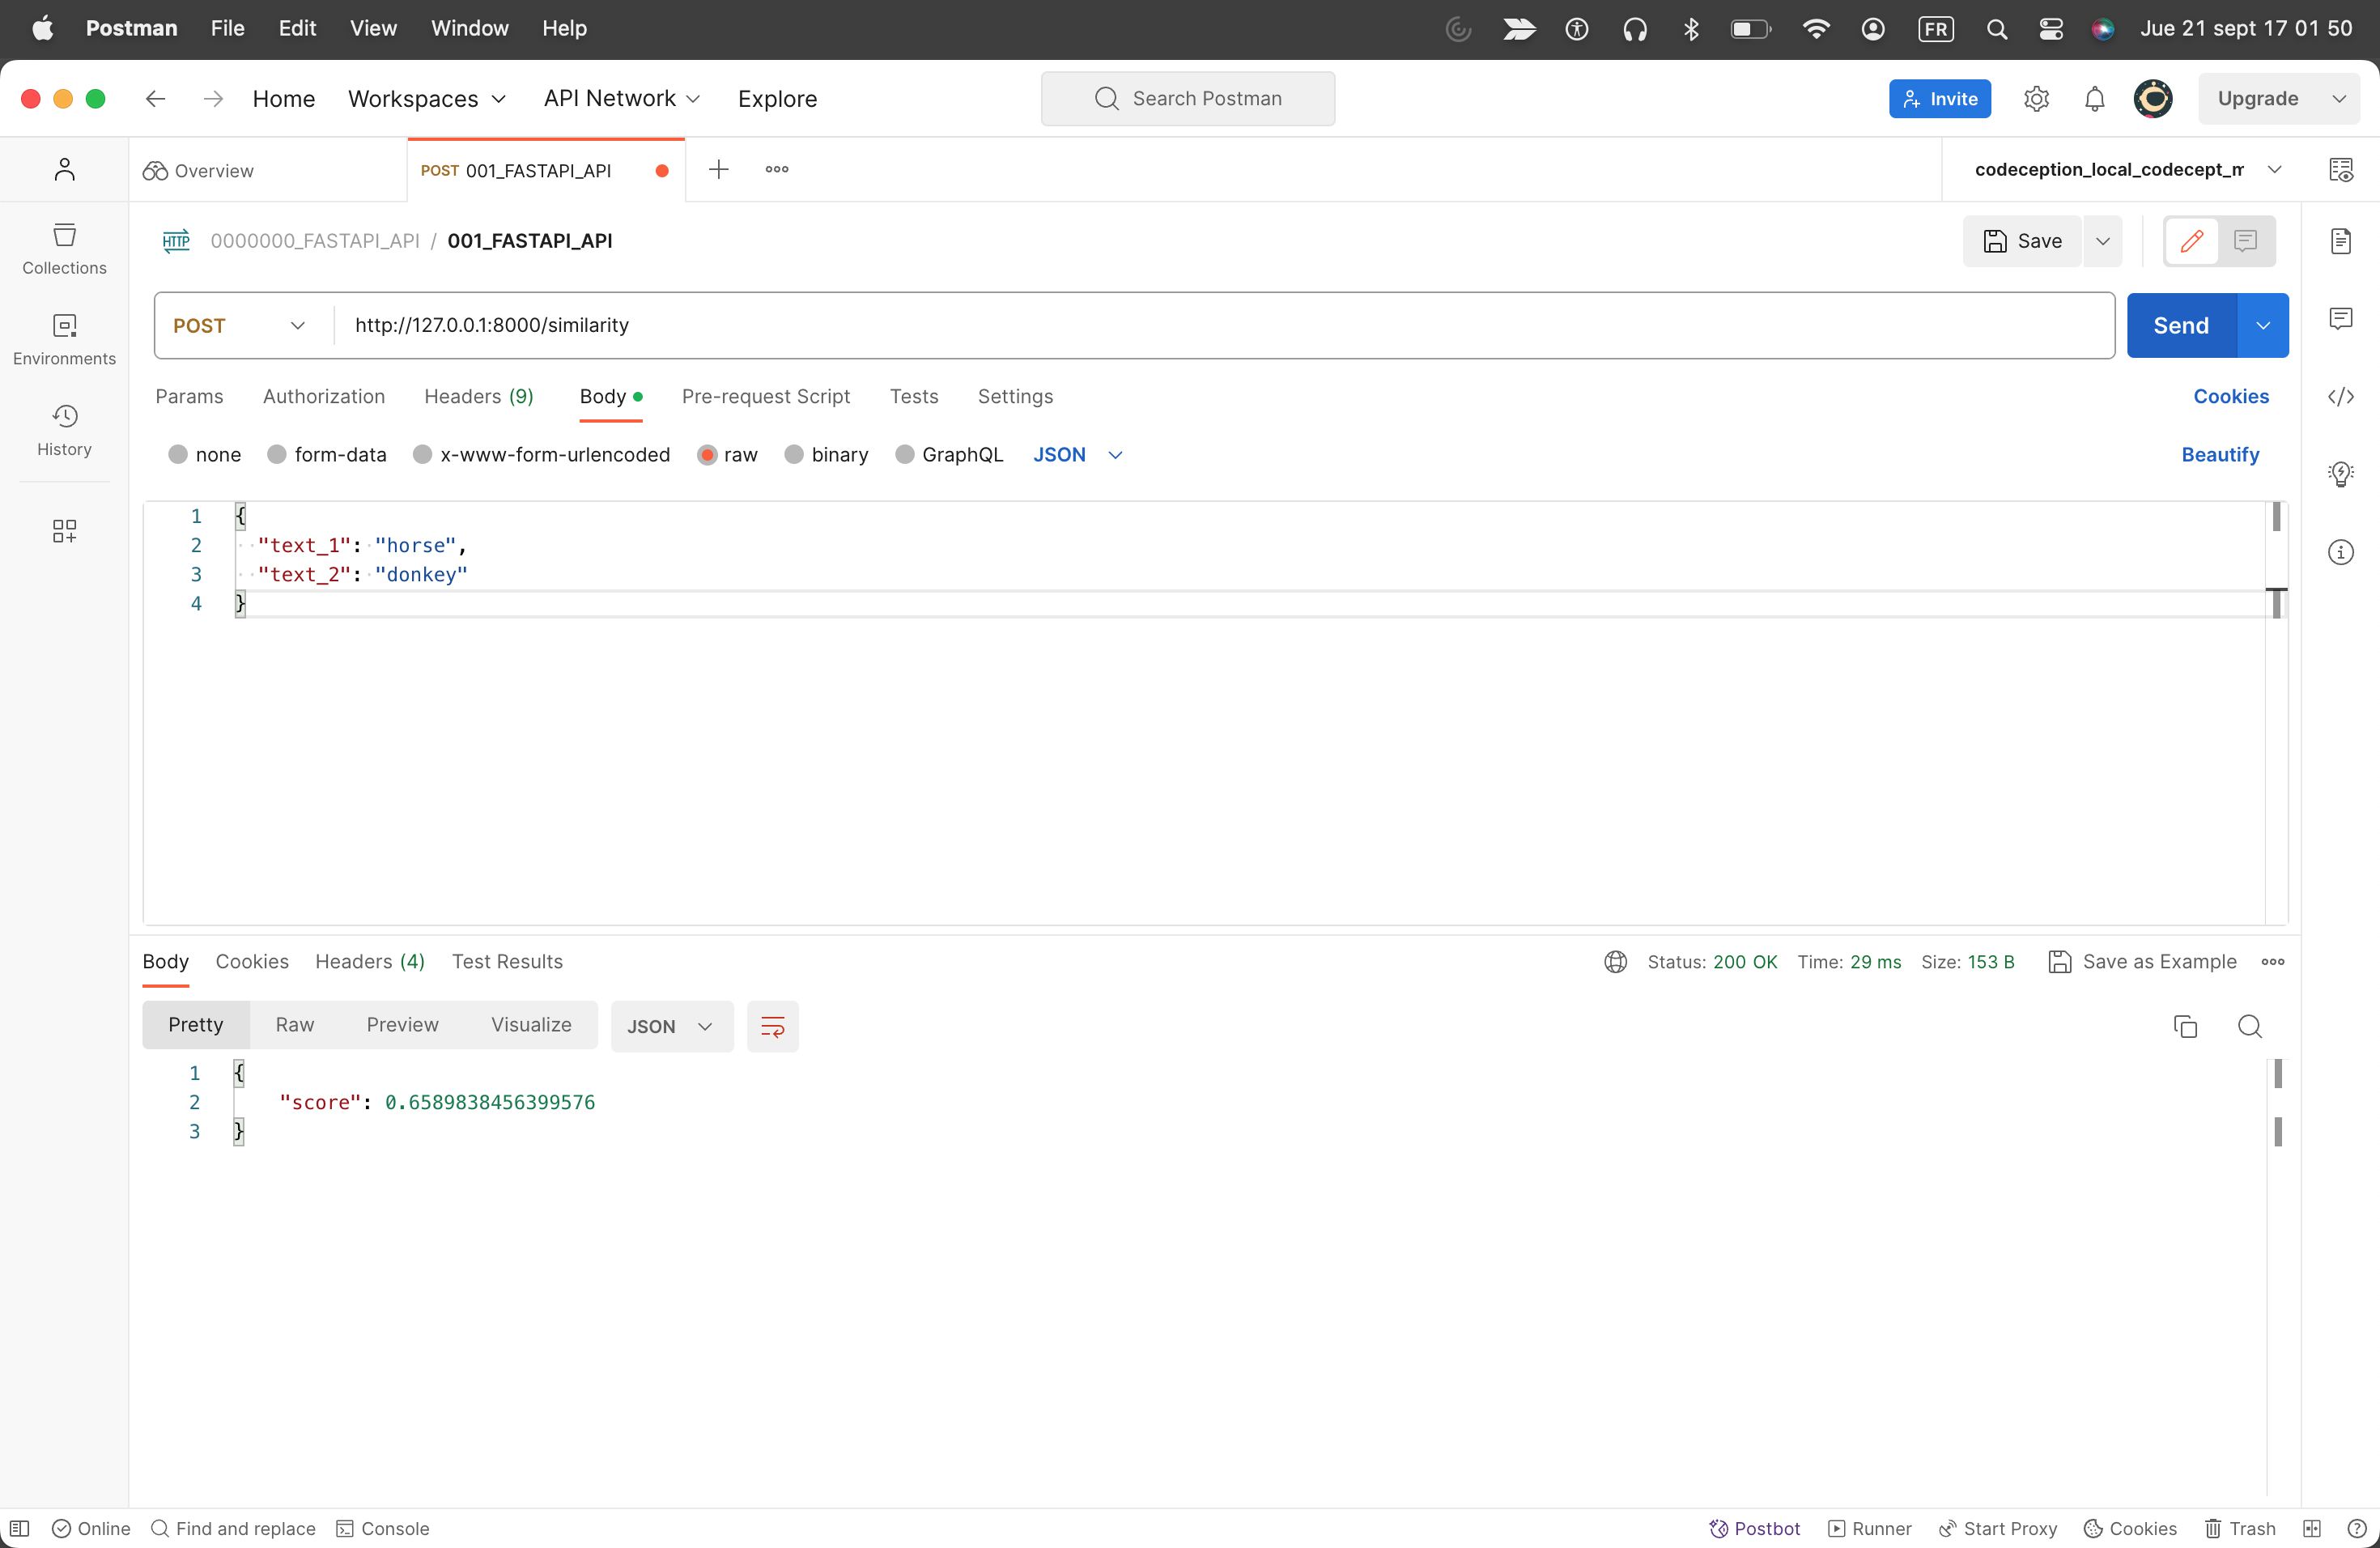 Postman File Edit View Window Help FR Jue 21 sept 17 01 50
Home Workspaces API Network Explore Search Postman Invite Upgrade
Overview POST 001_FASTAPI_API codeception_local_codecept_m
HTTP 0000000_FASTAPI_API / 001_FASTAPI_API Save
Collections
Environments
History
POST http://127.0.0.1:8000/similarity Send
Params Authorization Headers (9) Body Pre-request Script Tests Settings Cookies
none form-data x-www-form-urlencoded raw binary GraphQL JSON Beautify
1 {
2 "text_1": "horse",
3 "text_2": "donkey"
4 }
Body Cookies Headers (4) Test Results Status: 200 OK Time: 29 ms Size: 153 B Save as Example
Pretty Raw Preview Visualize JSON
1 {
2 "score": 0.6589838456399576
3 }
Online Find and replace Console Postbot Runner Start Proxy Cookies Trash